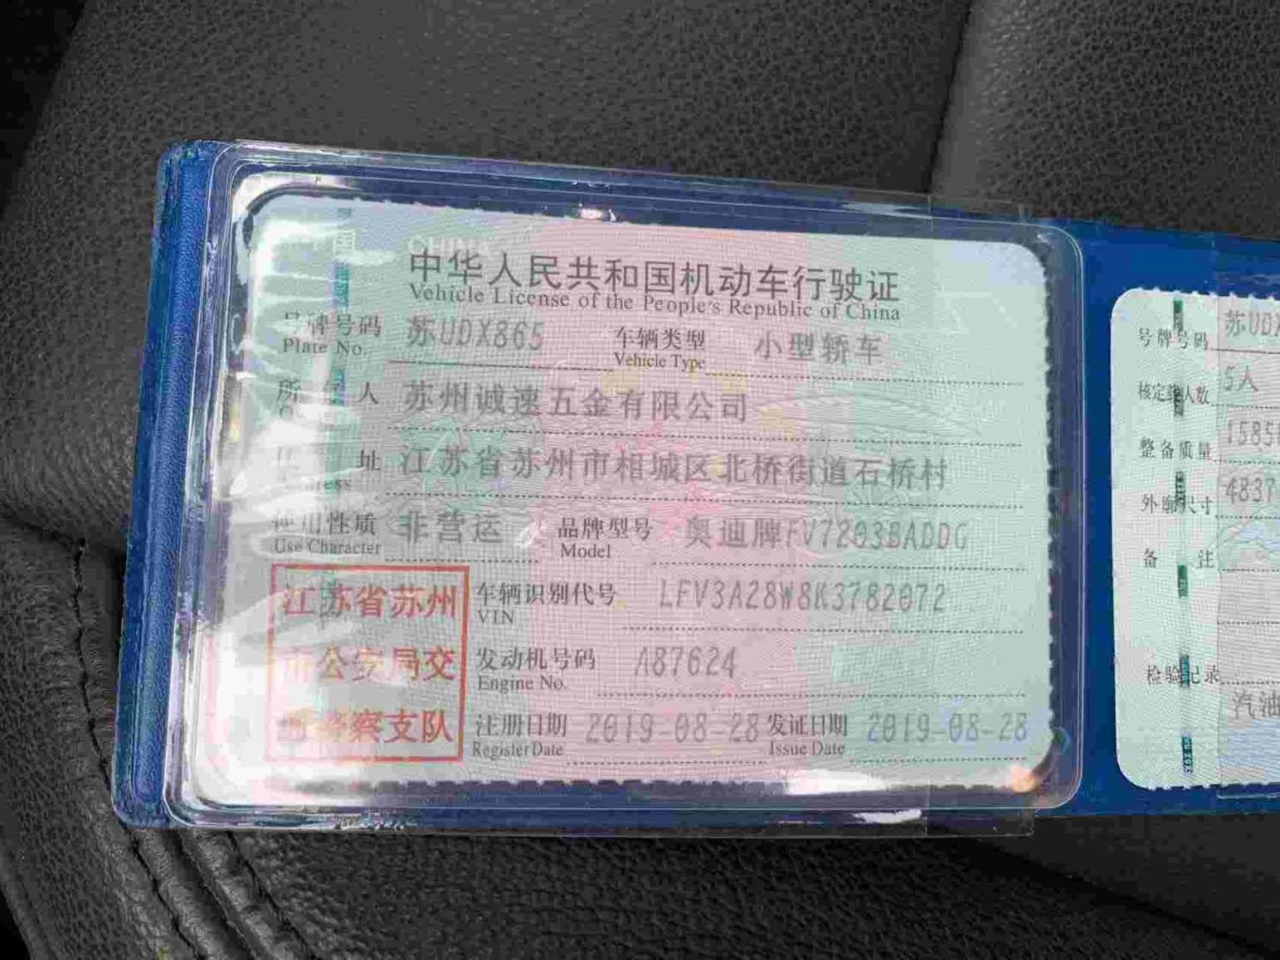 国 CHINA
中华人民共和国机动车行驶证
Vehicle License of the People's Republic of China
号牌号码 苏UDX865 车辆类型 小型轿车
Plate No. Vehicle Type
所 人 苏州诚速五金有限公司
址 江苏省苏州市相城区北桥街道石桥村
使用性质 非营运 品牌型号 奥迪牌FV7203BADDG
Use Character Model
江苏省苏州
市公安局交
警察支队
车辆识别代号 LFV3A28W8K3782072
VIN
发动机号码 A87624
Engine No.
注册日期 2019-08-28 发证日期 2019-08-28
Register Date Issue Date
号牌号码 苏UDX
核定载人数 5人
整备质量 1585
外廓尺寸 4837
备 注
检验记录
汽油